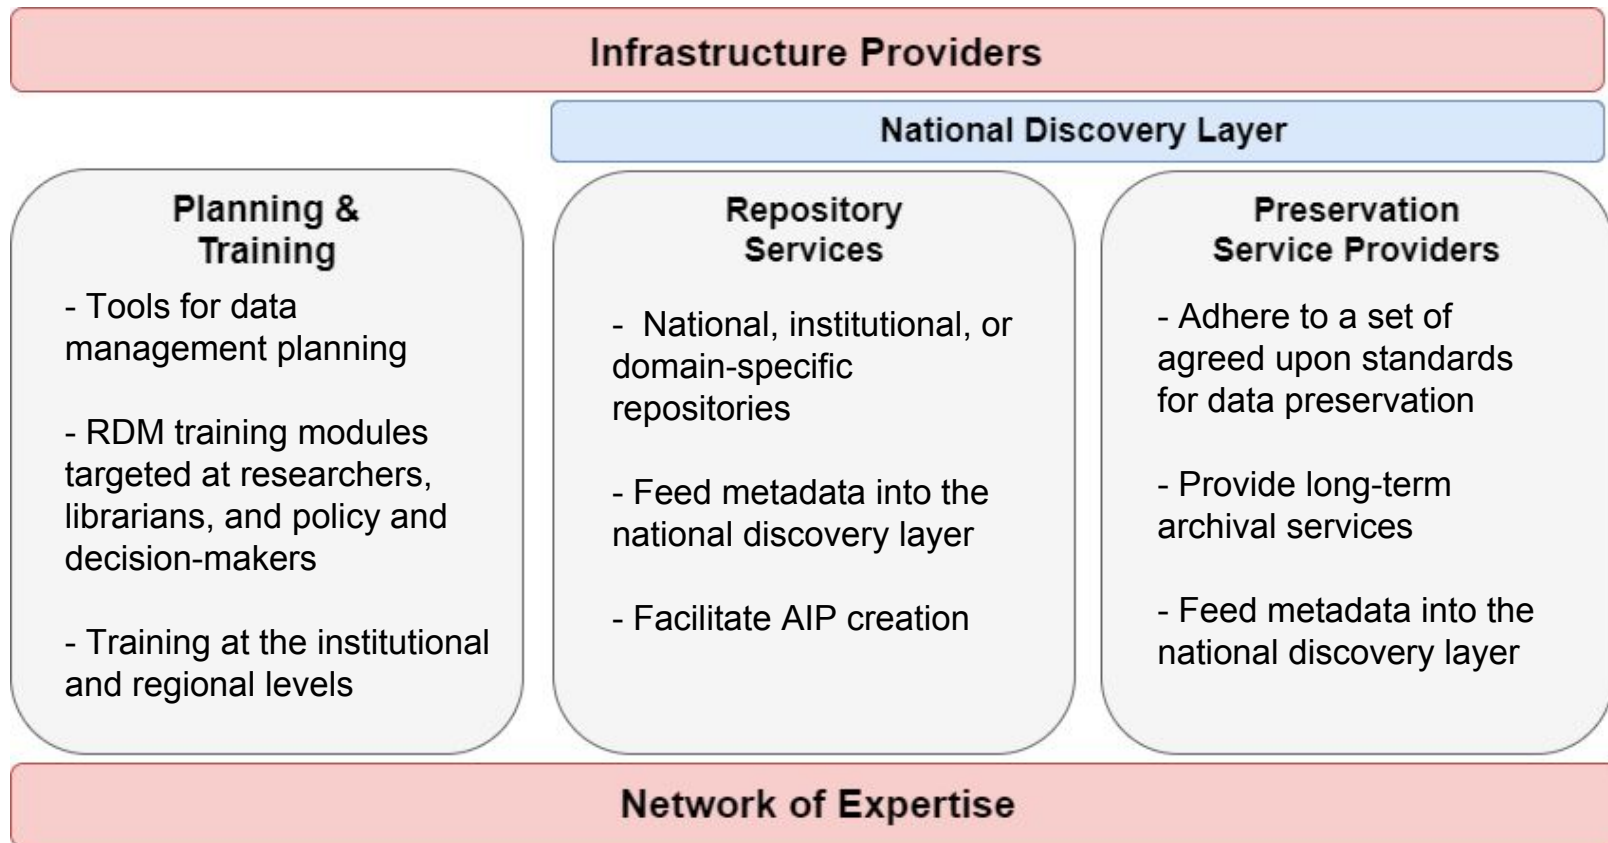 Infrastructure Providers
National Discovery Layer
Planning &
Training
- Tools for data
management planning
- RDM training modules
targeted at researchers,
librarians, and policy and
decision-makers
- Training at the institutional
and regional levels
Repository
Services
- National, institutional, or
domain-specific
repositories
- Feed metadata into the
national discovery layer
- Facilitate AIP creation
Preservation
Service Providers
- Adhere to a set of
agreed upon standards
for data preservation
- Provide long-term
archival services
- Feed metadata into the
national discovery layer
Network of Expertise